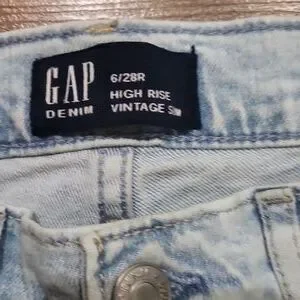 GAP
DENIM
6/28R
HIGH RISE
VINTAGE SLIM